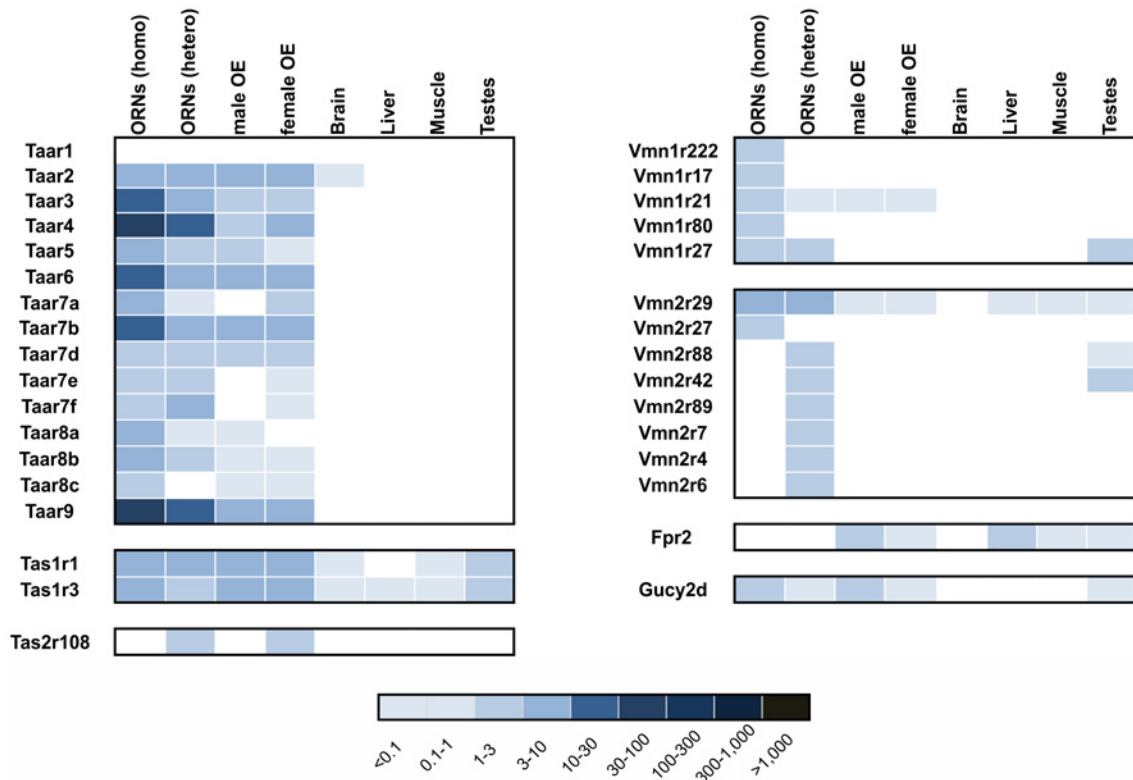 ORNs (homo)
ORNs (hetero)
male OE
female OE
Brain
Liver
Muscle
Testes
Taar1
Taar2
Taar3
Taar4
Taar5
Taar6
Taar7a
Taar7b
Taar7d
Taar7e
Taar7f
Taar8a
Taar8b
Taar8c
Taar9
Tas1r1
Tas1r3
Tas2r108
ORNs (homo)
ORNs (hetero)
male OE
female OE
Brain
Liver
Muscle
Testes
Vmn1r222
Vmn1r17
Vmn1r21
Vmn1r80
Vmn1r27
Vmn2r29
Vmn2r27
Vmn2r88
Vmn2r42
Vmn2r89
Vmn2r7
Vmn2r4
Vmn2r6
Fpr2
Gucy2d
<0.1
0.1-1
1-3
3-10
10-30
30-100
100-300
300-1,000
>1,000